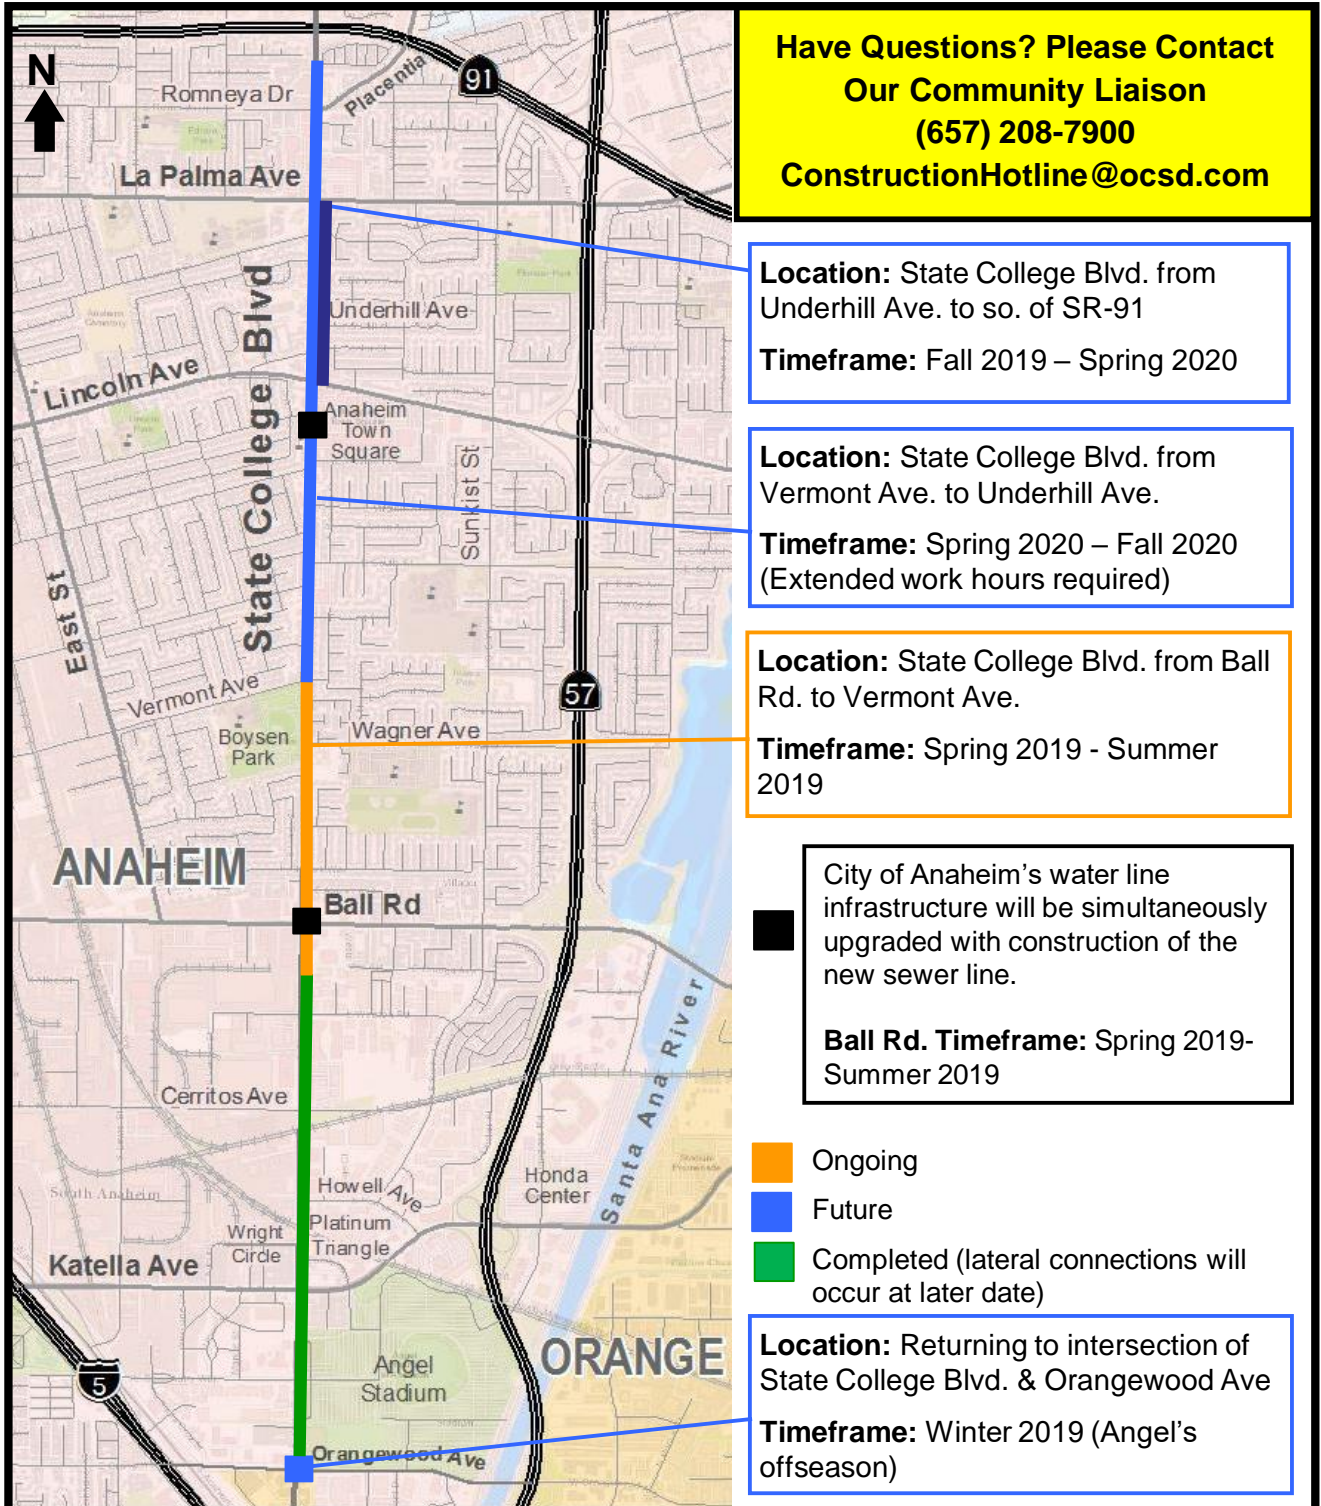 N
Romneya Dr
Placentia
91
La Palma Ave
State College Blvd
Underhill Ave
Lincoln Ave
Anaheim
Town
Square
Sunkist St
East St
Vermont Ave
57
Boysen
Park
Wagner Ave
ANAHEIM
Ball Rd
Santa Ana River
Cerritos Ave
South Anaheim
Howell Ave
Honda
Center
Wright
Circle
Platinum
Triangle
Katella Ave
ORANGE
Angel
Stadium
5
Orangewood Ave
Have Questions? Please Contact
Our Community Liaison
(657) 208-7900
ConstructionHotline@ocsd.com
Location: State College Blvd. from
Underhill Ave. to so. of SR-91
Timeframe: Fall 2019 – Spring 2020
Location: State College Blvd. from
Vermont Ave. to Underhill Ave.
Timeframe: Spring 2020 – Fall 2020
(Extended work hours required)
Location: State College Blvd. from Ball
Rd. to Vermont Ave.
Timeframe: Spring 2019 - Summer
2019
City of Anaheim's water line
infrastructure will be simultaneously
upgraded with construction of the
new sewer line.
Ball Rd. Timeframe: Spring 2019-
Summer 2019
Ongoing
Future
Completed (lateral connections will
occur at later date)
Location: Returning to intersection of
State College Blvd. & Orangewood Ave
Timeframe: Winter 2019 (Angel's
offseason)